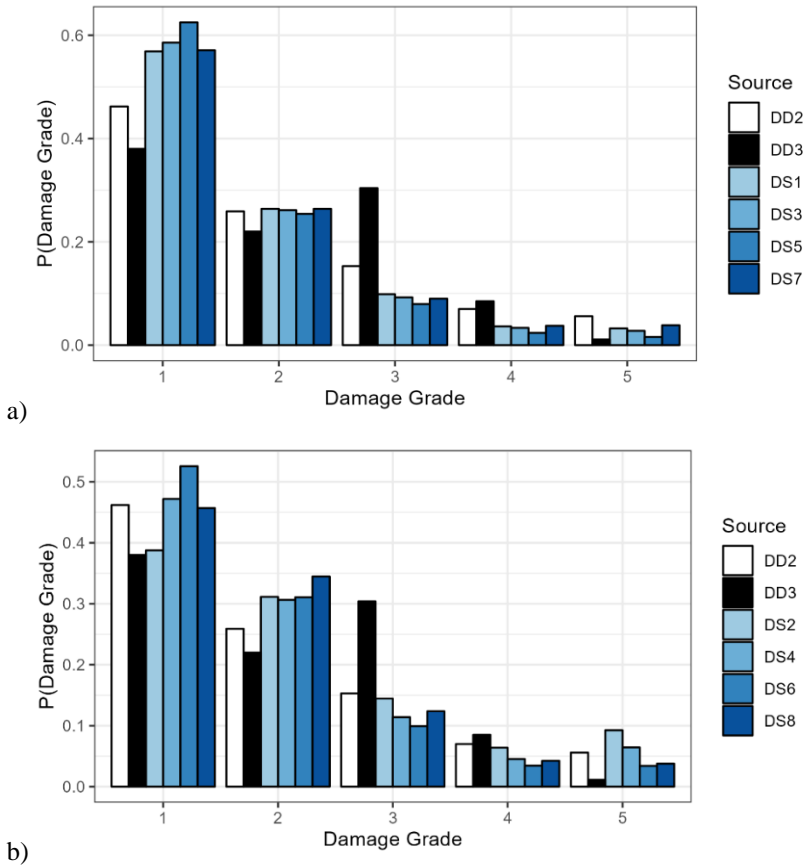 0.6
0.4
0.2
0.0
P(Damage Grade)
1 2 3 4 5
Damage Grade
Source
DD2
DD3
DS1
DS3
DS5
DS7
a)
0.5
0.4
0.3
0.2
0.1
0.0
P(Damage Grade)
1 2 3 4 5
Damage Grade
Source
DD2
DD3
DS2
DS4
DS6
DS8
b)